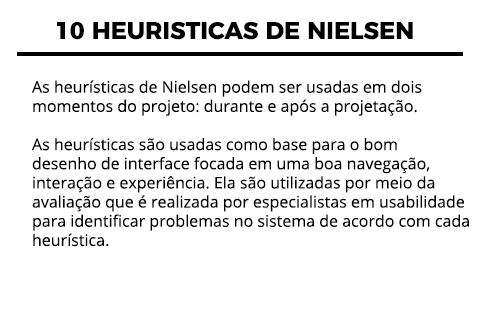 10 HEURISTICAS DE NIELSEN
As heurísticas de Nielsen podem ser usadas em dois
momentos do projeto: durante e após a projetação.
As heurísticas são usadas como base para o bom
desenho de interface focada em uma boa navegação,
interação e experiência. Ela são utilizadas por meio da
avaliação que é realizada por especialistas em usabilidade
para identificar problemas no sistema de acordo com cada
heurística.